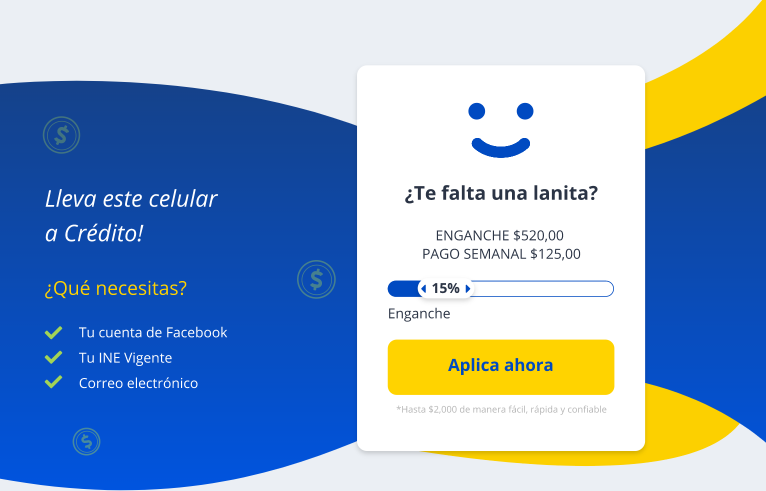 Lleva este celular
a Crédito!
¿Qué necesitas?
Tu cuenta de Facebook
Tu INE Vigente
Correo electrónico
$
$
$
¿Te falta una lanita?
ENGANCHE $520,00
PAGO SEMANAL $125,00
15%
Enganche
Aplica ahora
*Hasta $2,000 de manera fácil, rápida y confiable